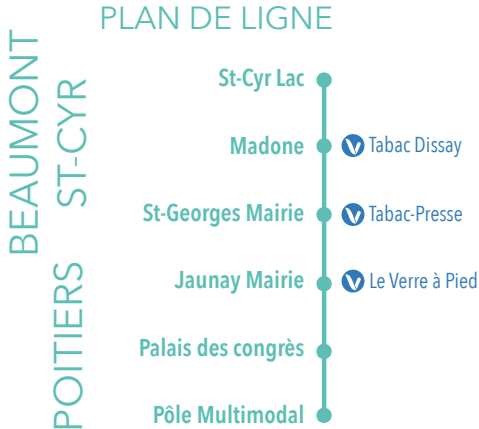 PLAN DE LIGNE
BEAUMONT
ST-CYR
POITIERS
St-Cyr Lac
Madone
Tabac Dissay
St-Georges Mairie
Tabac-Presse
Jaunay Mairie
Le Verre à Pied
Palais des congrès
Pôle Multimodal